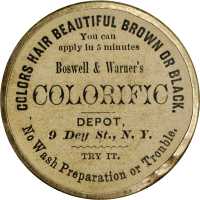 COLORS HAIR BEAUTIFUL BROWN OR BLACK.
You can
apply in 5 minutes
Boswell & Warner's
COLORIFIC
DEPOT,
9 Dey St., N. Y.
TRY IT.
No Wash Preparation or Trouble.